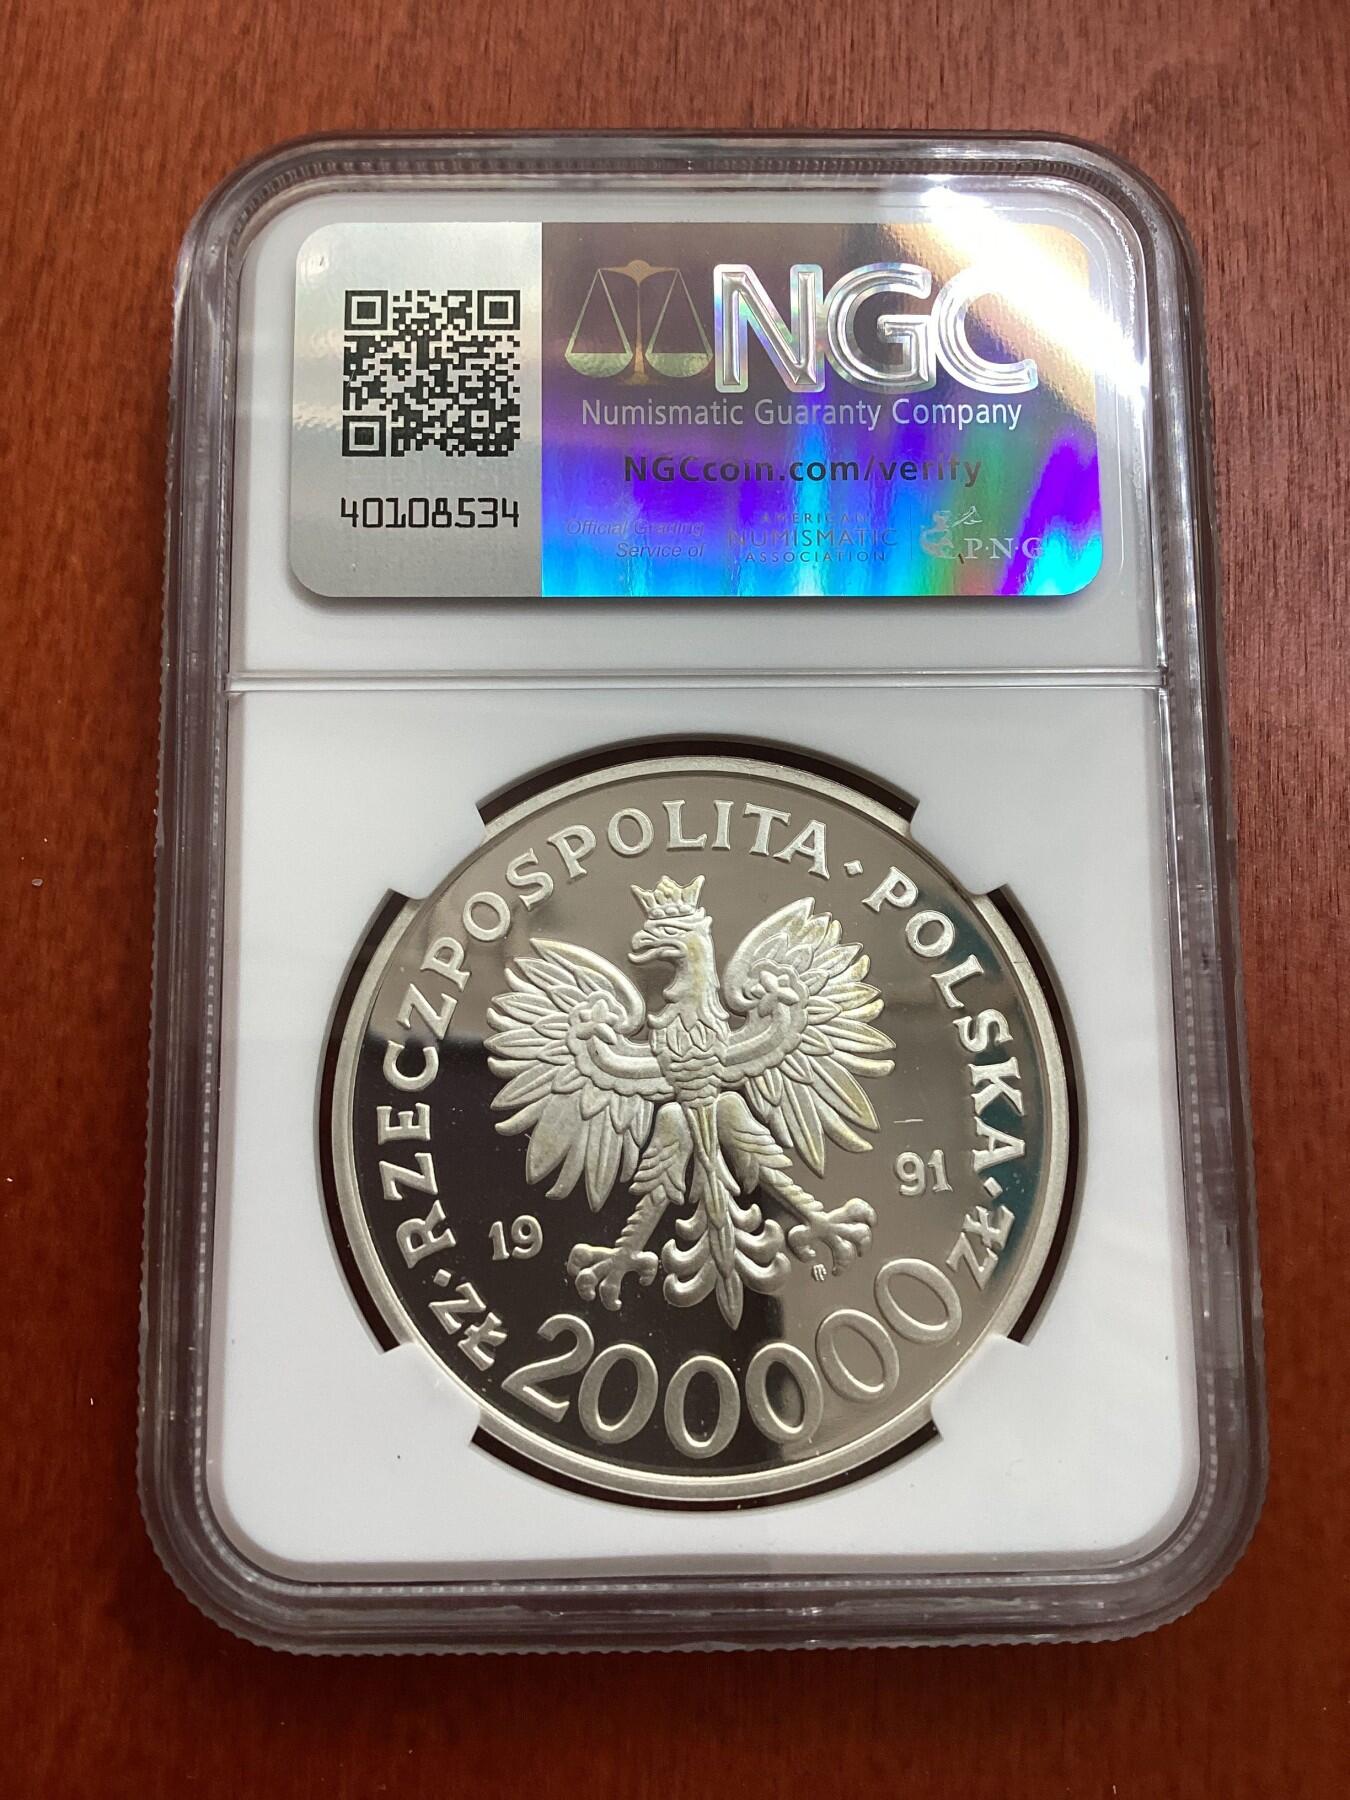 NGC
Numismatic Guaranty Company
NGCcoin.com/verify
40108534
Official Grading
Service of
AMERICAN
NUMISMATIC
ASSOCIATION
P·N·G
RZECZPOSPOLITA · POLSKA
19 91
ZŁ 200000 ZŁ